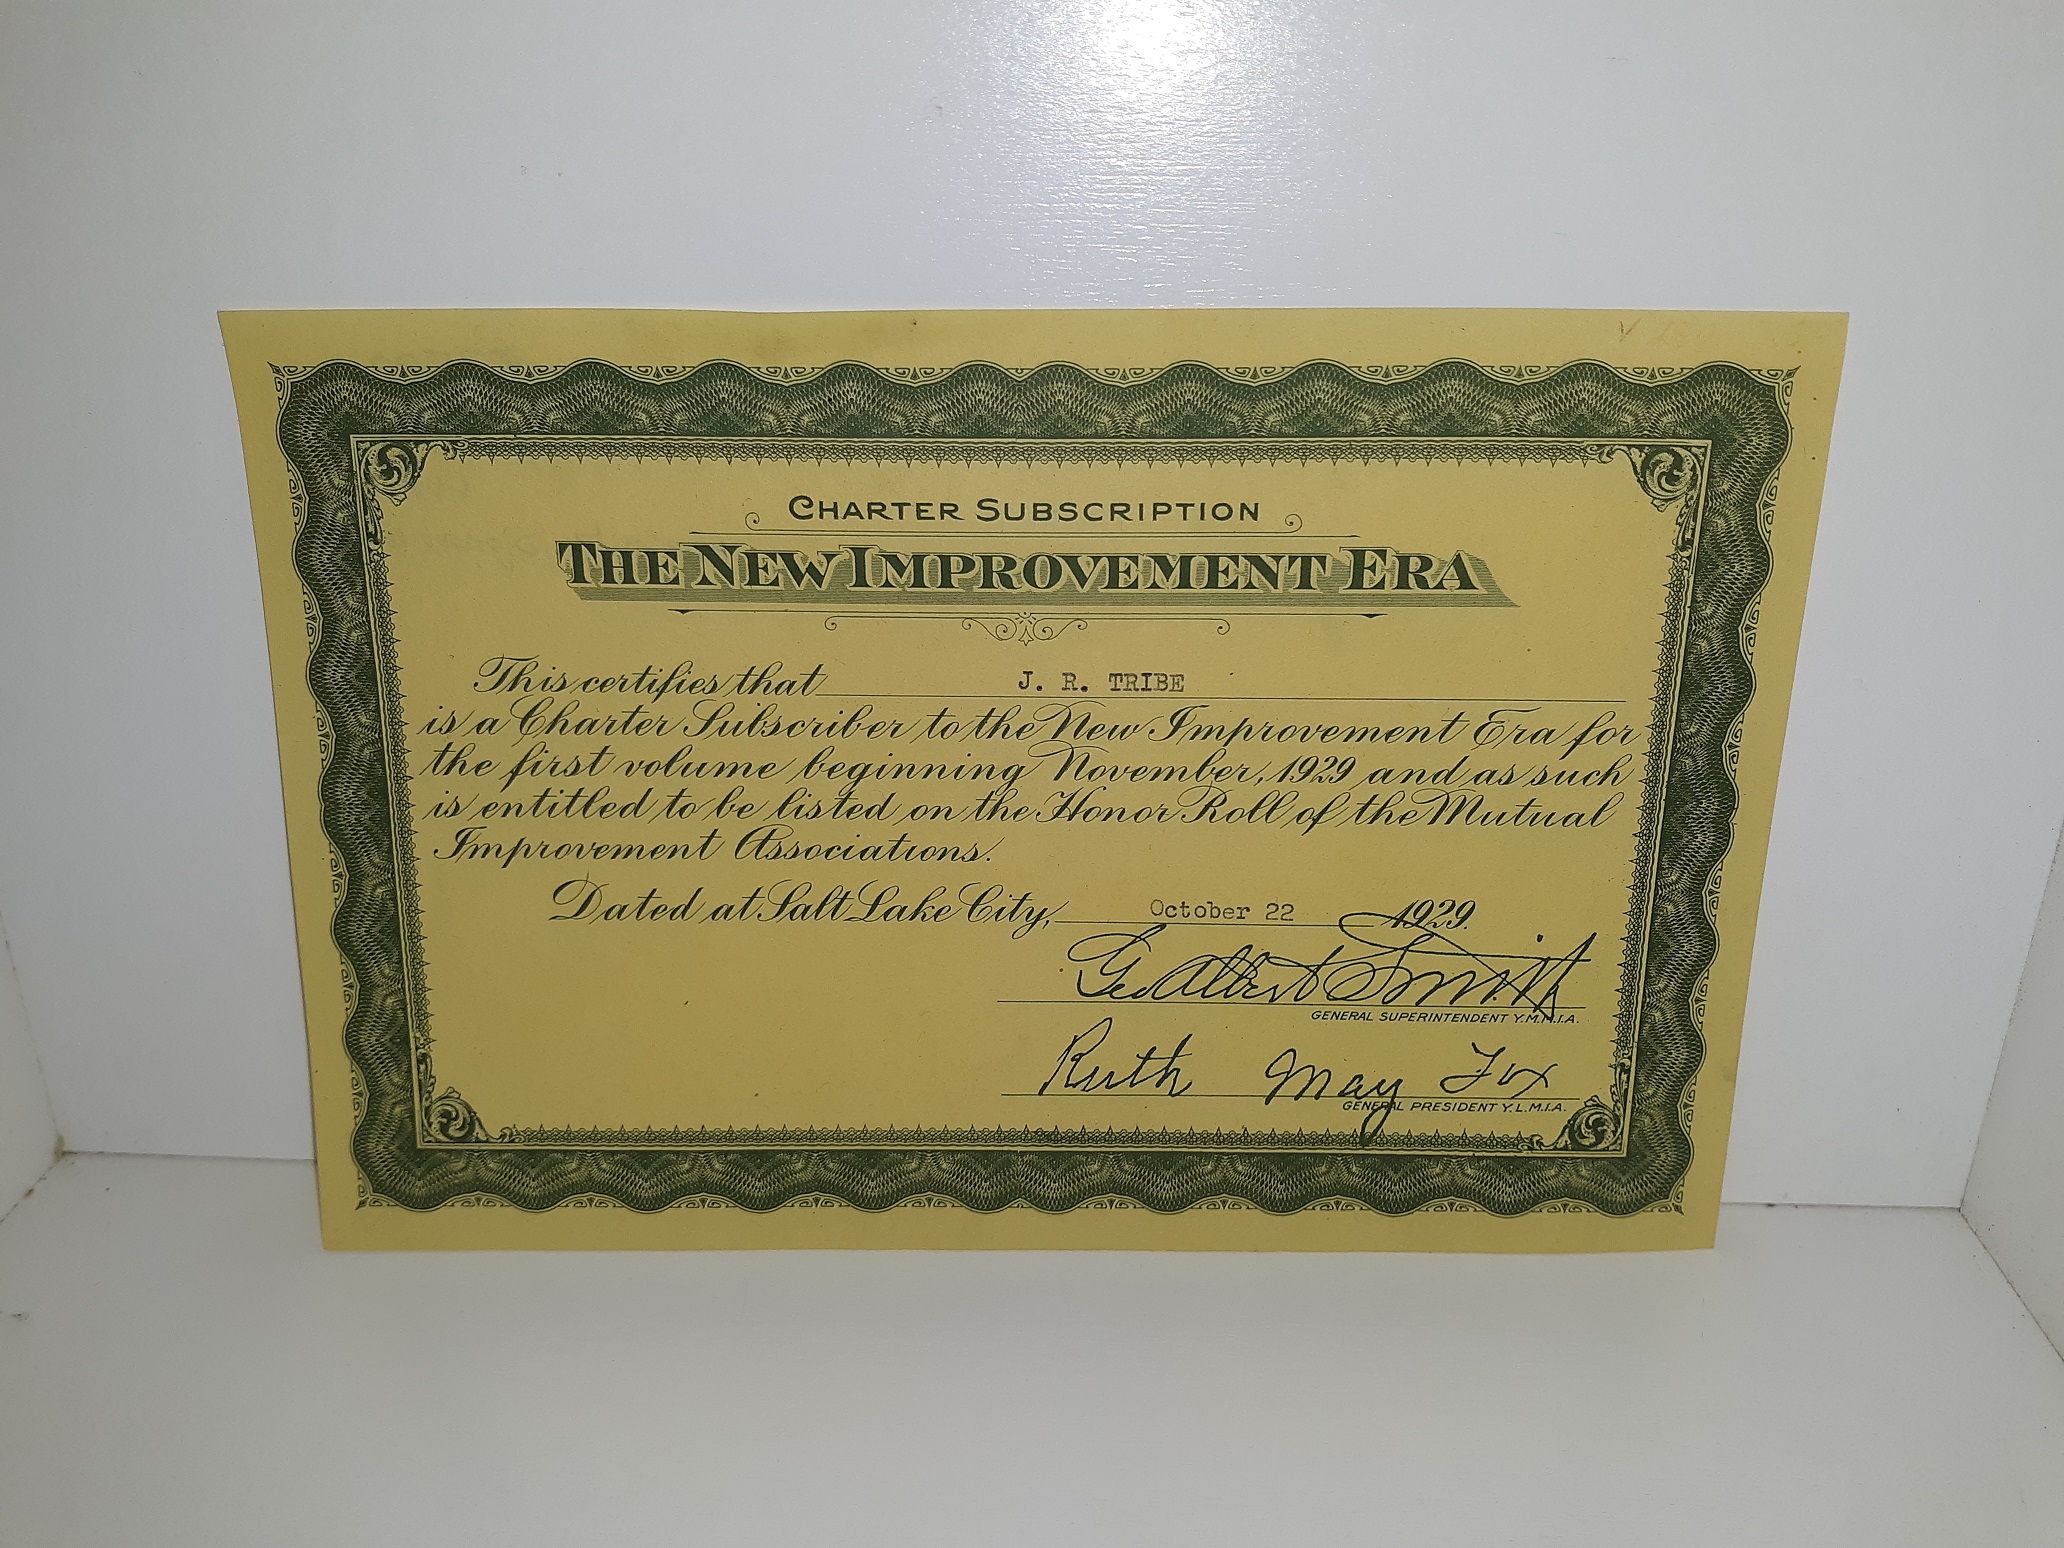 CHARTER SUBSCRIPTION
THE NEW IMPROVEMENT ERA
This certifies that J. R. TRIBE
is a Charter Subscriber to the New Improvement Era for
the first volume beginning November, 1929 and as such
is entitled to be listed on the Honor Roll of the Mutual
Improvement Associations.
Dated at Salt Lake City, October 22 1929.
Geo Albert Smith
GENERAL SUPERINTENDENT Y.M.M.I.A.
Ruth May Fox
GENERAL PRESIDENT Y.L.M.I.A.